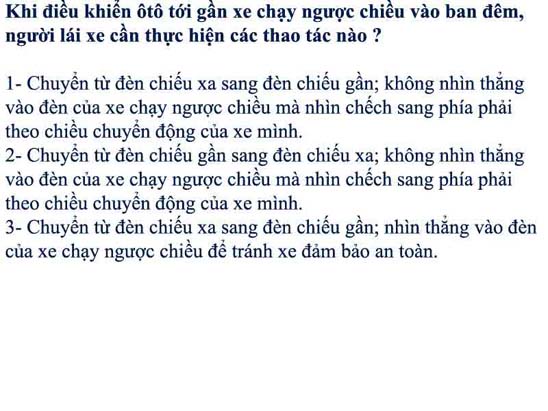 Khi điều khiển ôtô tới gần xe chạy ngược chiều vào ban đêm,
người lái xe cần thực hiện các thao tác nào ?
1- Chuyển từ đèn chiếu xa sang đèn chiếu gần; không nhìn thẳng
vào đèn của xe chạy ngược chiều mà nhìn chếch sang phía phải
theo chiều chuyển động của xe mình.
2- Chuyển từ đèn chiếu gần sang đèn chiếu xa; không nhìn thẳng
vào đèn của xe chạy ngược chiều mà nhìn chếch sang phía phải
theo chiều chuyển động của xe mình.
3- Chuyển từ đèn chiếu xa sang đèn chiếu gần; nhìn thẳng vào đèn
của xe chạy ngược chiều để tránh xe đảm bảo an toàn.